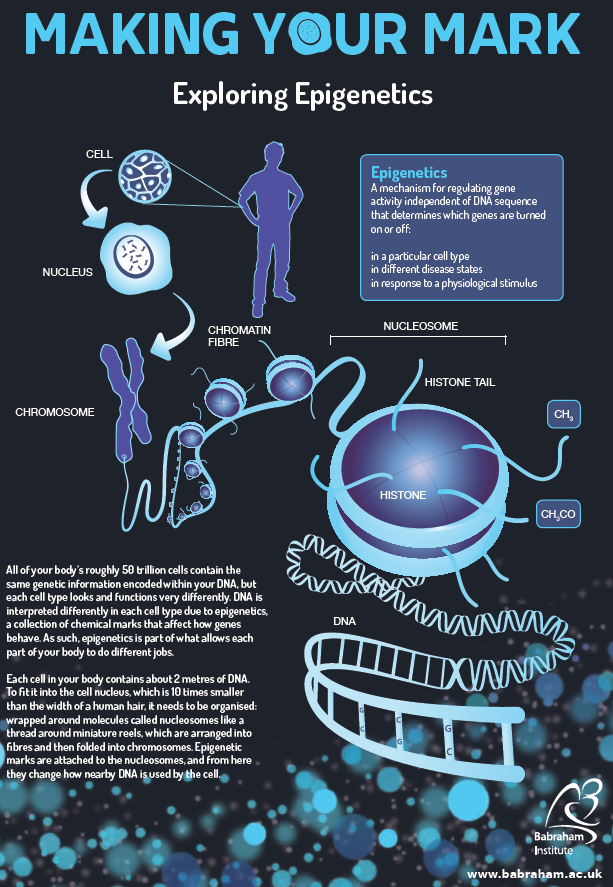 MAKING YOUR MARK
Exploring Epigenetics
CELL
NUCLEUS
Epigenetics
A mechanism for regulating gene
activity independent of DNA sequence
that determines which genes are turned
on or off:
in a particular cell type
in different disease states
in response to a physiological stimulus
CHROMATIN
FIBRE
NUCLEOSOME
HISTONE TAIL
CHROMOSOME
CH₃
HISTONE
CH₃CO
All of your body's roughly 50 trillion cells contain the
same genetic information encoded within your DNA, but
each cell type looks and functions very differently. DNA is
interpreted differently in each cell type due to epigenetics,
a collection of chemical marks that affect how genes
behave. As such, epigenetics is part of what allows each
part of your body to do different jobs.
Each cell in your body contains about 2 metres of DNA.
To fit it into the cell nucleus, which is 10 times smaller
than the width of a human hair, it needs to be organised:
wrapped around molecules called nucleosomes like a
thread around miniature reels, which are arranged into
fibres and then folded into chromosomes. Epigenetic
marks are attached to the nucleosomes, and from here
they change how nearby DNA is used by the cell.
DNA
G
C
C
G
G
C
Babraham
Institute
www.babraham.ac.uk